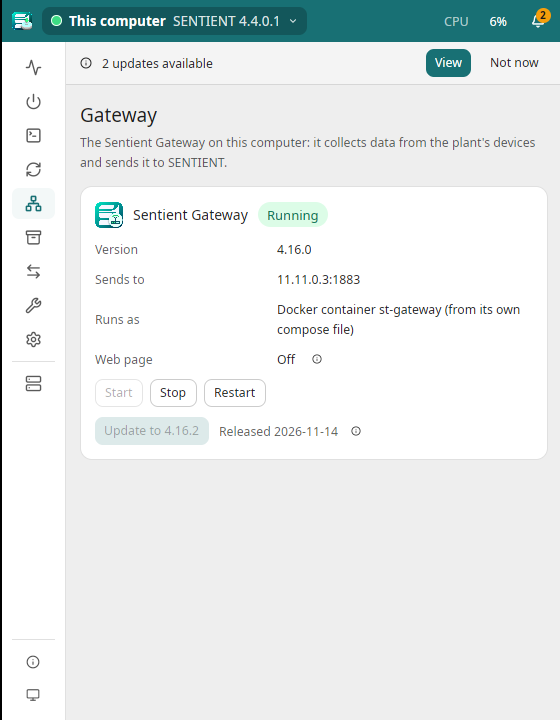 This computer SENTIENT 4.4.0.1 CPU 6% 2
2 updates available View Not now
Gateway
The Sentient Gateway on this computer: it collects data from the plant's devices
and sends it to SENTIENT.
Sentient Gateway Running
Version 4.16.0
Sends to 11.11.0.3:1883
Runs as Docker container st-gateway (from its own
compose file)
Web page Off
Start Stop Restart
Update to 4.16.2 Released 2026-11-14